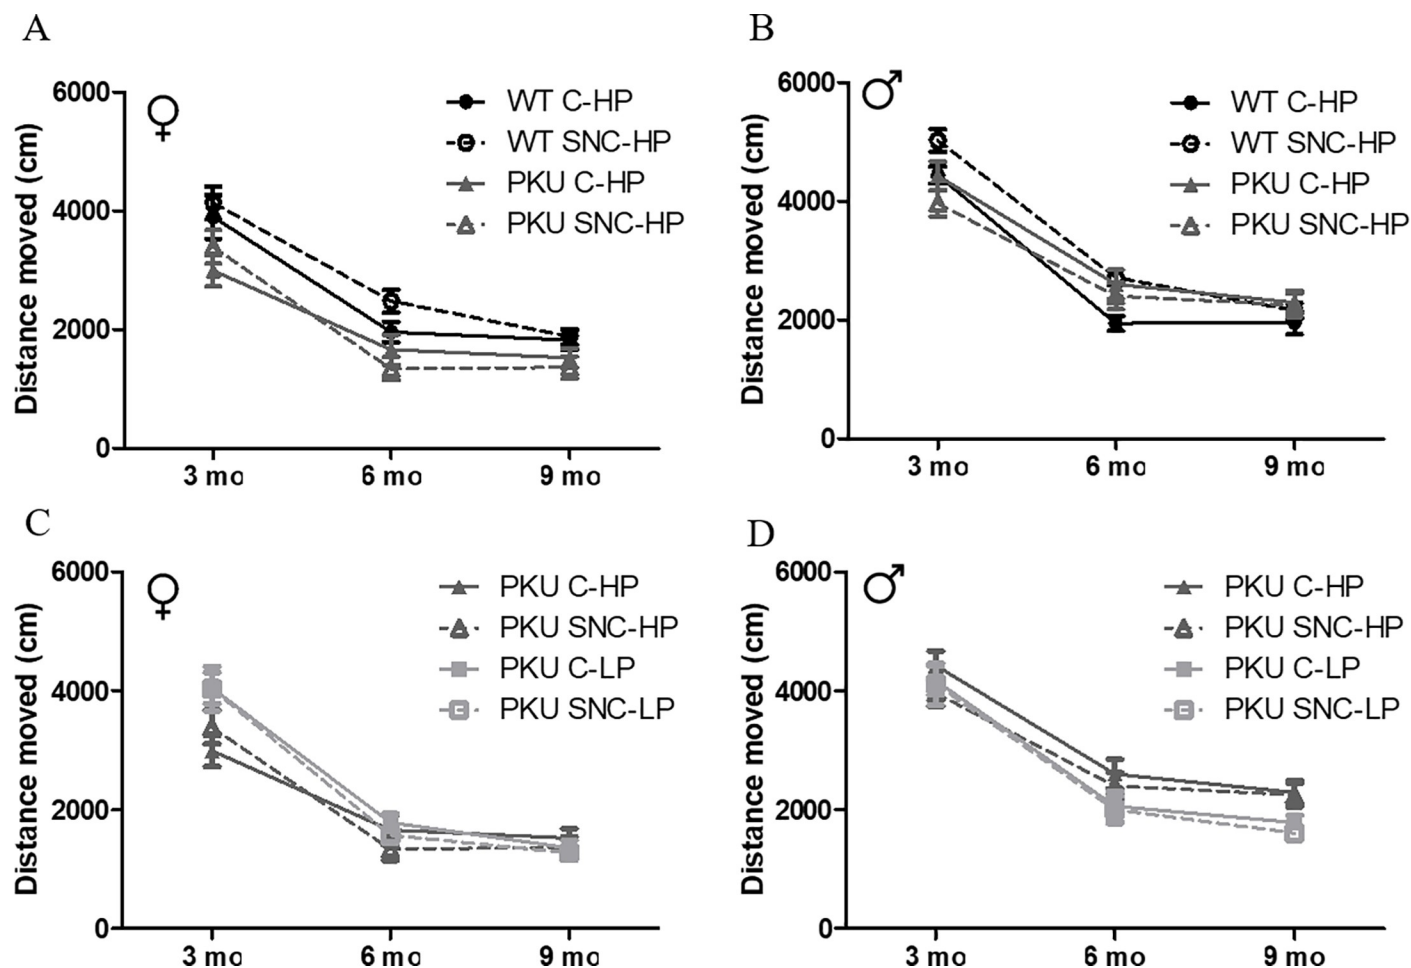 A
Distance moved (cm)
6000
4000
2000
0
3 mo
6 mo
9 mo
♀
WT C-HP
WT SNC-HP
PKU C-HP
PKU SNC-HP
B
Distance moved (cm)
6000
4000
2000
0
3 mo
6 mo
9 mo
♂
WT C-HP
WT SNC-HP
PKU C-HP
PKU SNC-HP
C
Distance moved (cm)
6000
4000
2000
0
3 mo
6 mo
9 mo
♀
PKU C-HP
PKU SNC-HP
PKU C-LP
PKU SNC-LP
D
Distance moved (cm)
6000
4000
2000
0
3 mo
6 mo
9 mo
♂
PKU C-HP
PKU SNC-HP
PKU C-LP
PKU SNC-LP